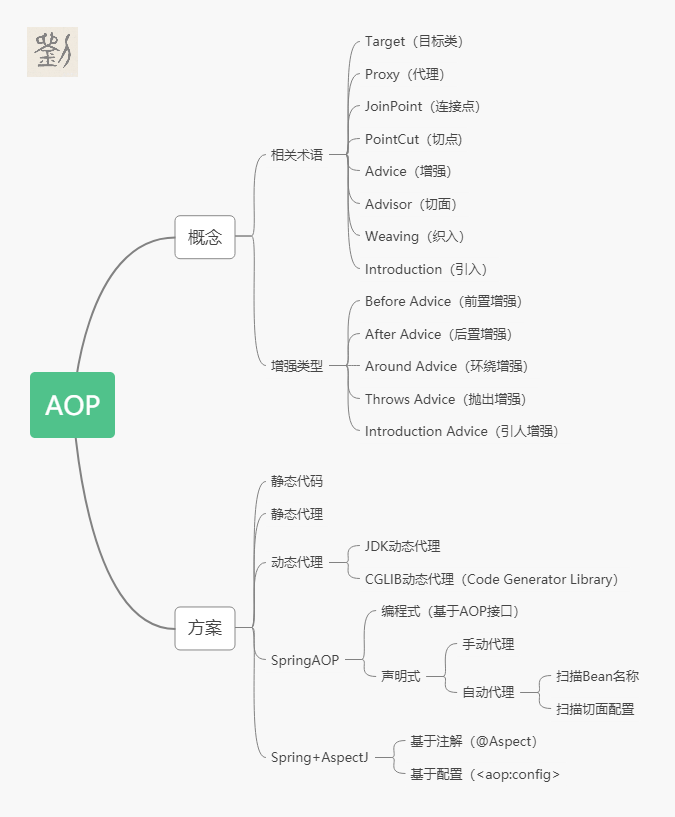 劉
AOP
概念
相关术语
Target（目标类）
Proxy（代理）
JoinPoint（连接点）
PointCut（切点)
Advice（增强）
Advisor（切面）
Weaving（织入）
Introduction（引入）
增强类型
Before Advice（前置增强）
After Advice（后置增强）
Around Advice（环绕增强）
Throws Advice（抛出增强）
Introduction Advice（引人增强）
方案
静态代码
静态代理
动态代理
JDK动态代理
CGLIB动态代理（Code Generator Library）
SpringAOP
编程式（基于AOP接口）
声明式
手动代理
自动代理
扫描Bean名称
扫描切面配置
Spring+AspectJ
基于注解（@Aspect）
基于配置（<aop:config>